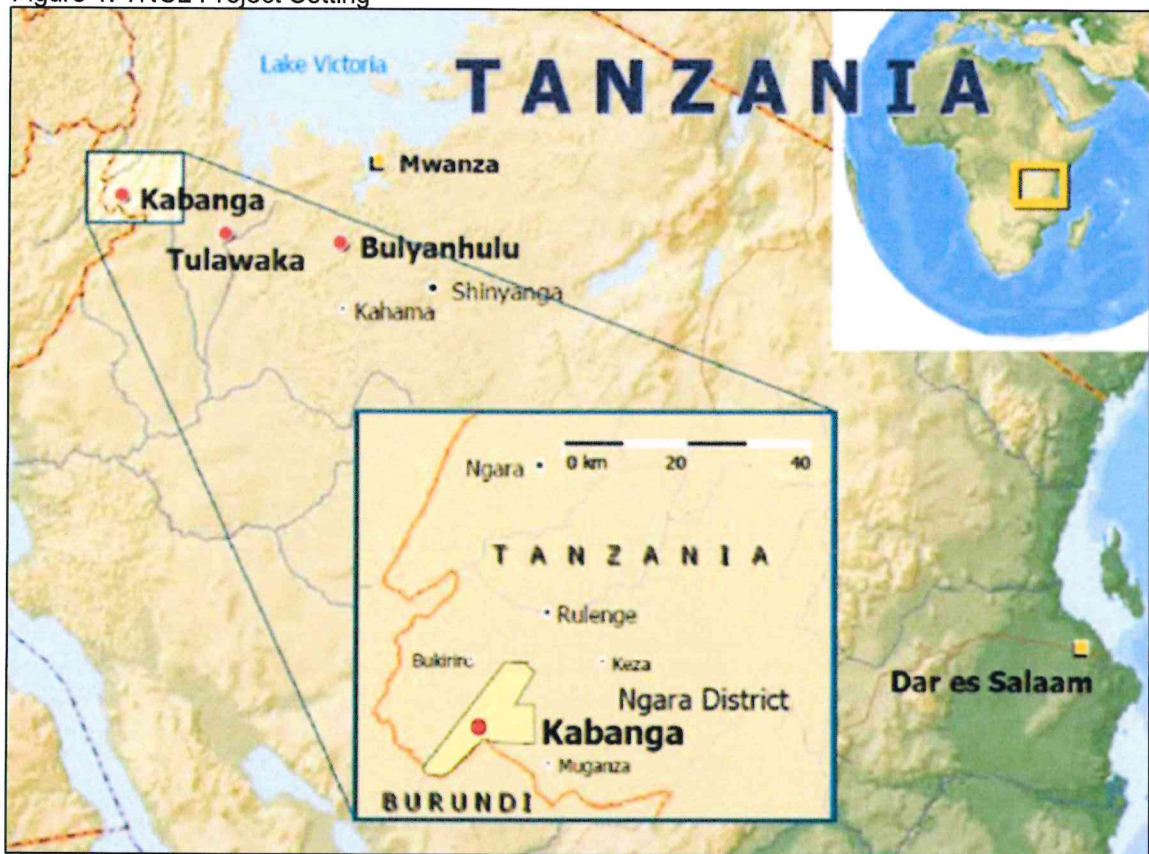 Lake Victoria
TANZANIA
Mwanza
Kabanga
Tulawaka
Bulyanhulu
Shinyanga
Kahama
0 km 20 40
Ngara
TANZANIA
Rulenge
Keza
Ngara District
Kabanga
Muganza
BURUNDI
Dar es Salaam